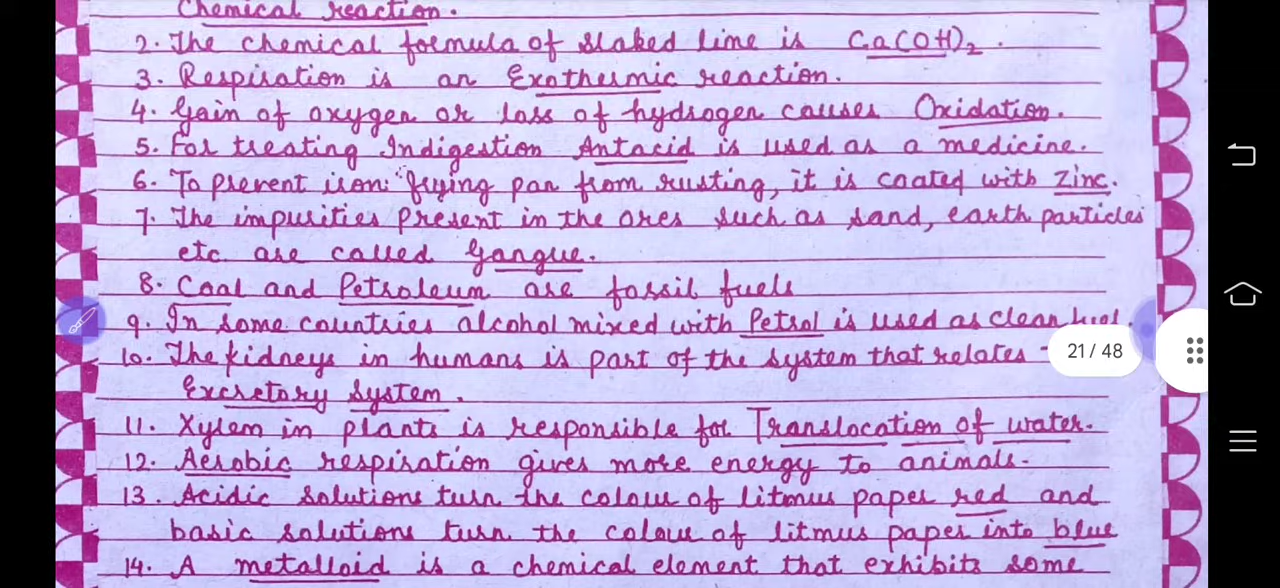 Chemical reaction.
2. The chemical formula of slaked lime is Ca(OH)2.
3. Respiration is an Exothermic reaction.
4. Gain of oxygen or loss of hydrogen causes Oxidation.
5. For treating Indigestion Antacid is used as a medicine.
6. To prevent iron frying pan from rusting, it is coated with Zinc.
7. The impurities present in the ores such as sand, earth particles
etc. are called Gangue.
8. Coal and Petroleum are fossil fuels
9. In some countries alcohol mixed with Petrol is used as clean fuel.
10. The kidneys in humans is part of the system that relates
21 / 48
Excretory System.
11. Xylem in plants is responsible for Translocation of water.
12. Aerobic respiration gives more energy to animals.
13. Acidic solutions turn the colour of litmus paper red and
basic solutions turn the colour of litmus paper into blue
14. A metalloid is a chemical element that exhibits some